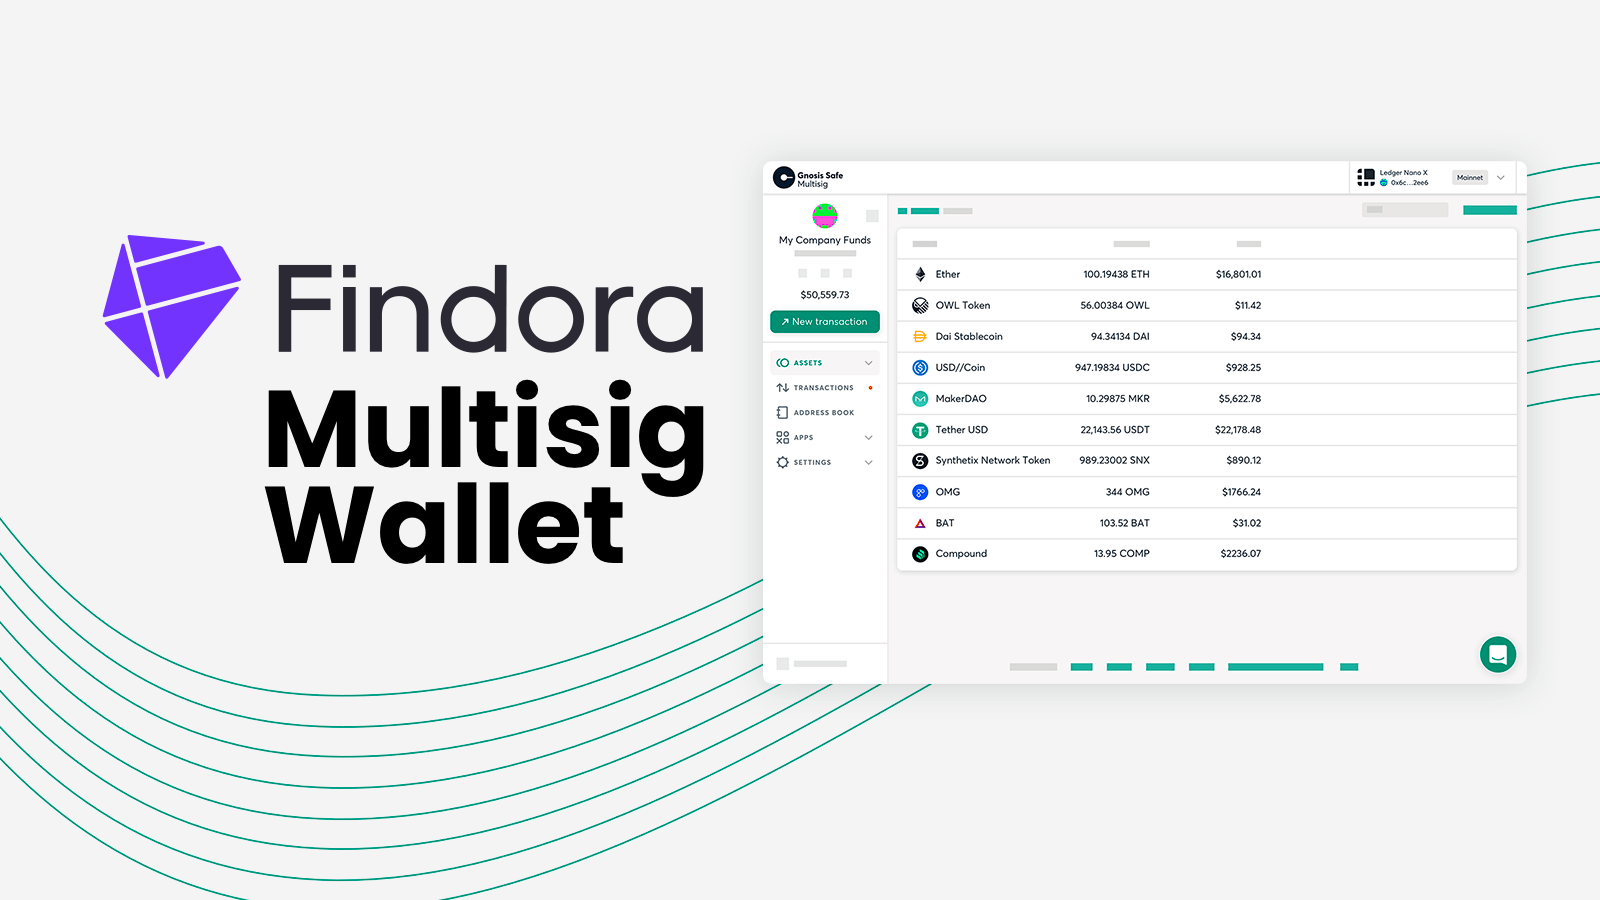 Findora
Multisig
Wallet
Gnosis Safe
Multisig
Ledger Nano X
0x6c...2ee6
Mainnet
My Company Funds
$50,559.73
New transaction
ASSETS
TRANSACTIONS
ADDRESS BOOK
APPS
SETTINGS
Ether 100.19438 ETH $16,801.01
OWL Token 56.00384 OWL $11.42
Dai Stablecoin 94.34134 DAI $94.34
USD//Coin 947.19834 USDC $928.25
MakerDAO 10.29875 MKR $5,622.78
Tether USD 22,143.56 USDT $22,178.48
Synthetix Network Token 989.23002 SNX $890.12
OMG 344 OMG $1766.24
BAT 103.52 BAT $31.02
Compound 13.95 COMP $2236.07